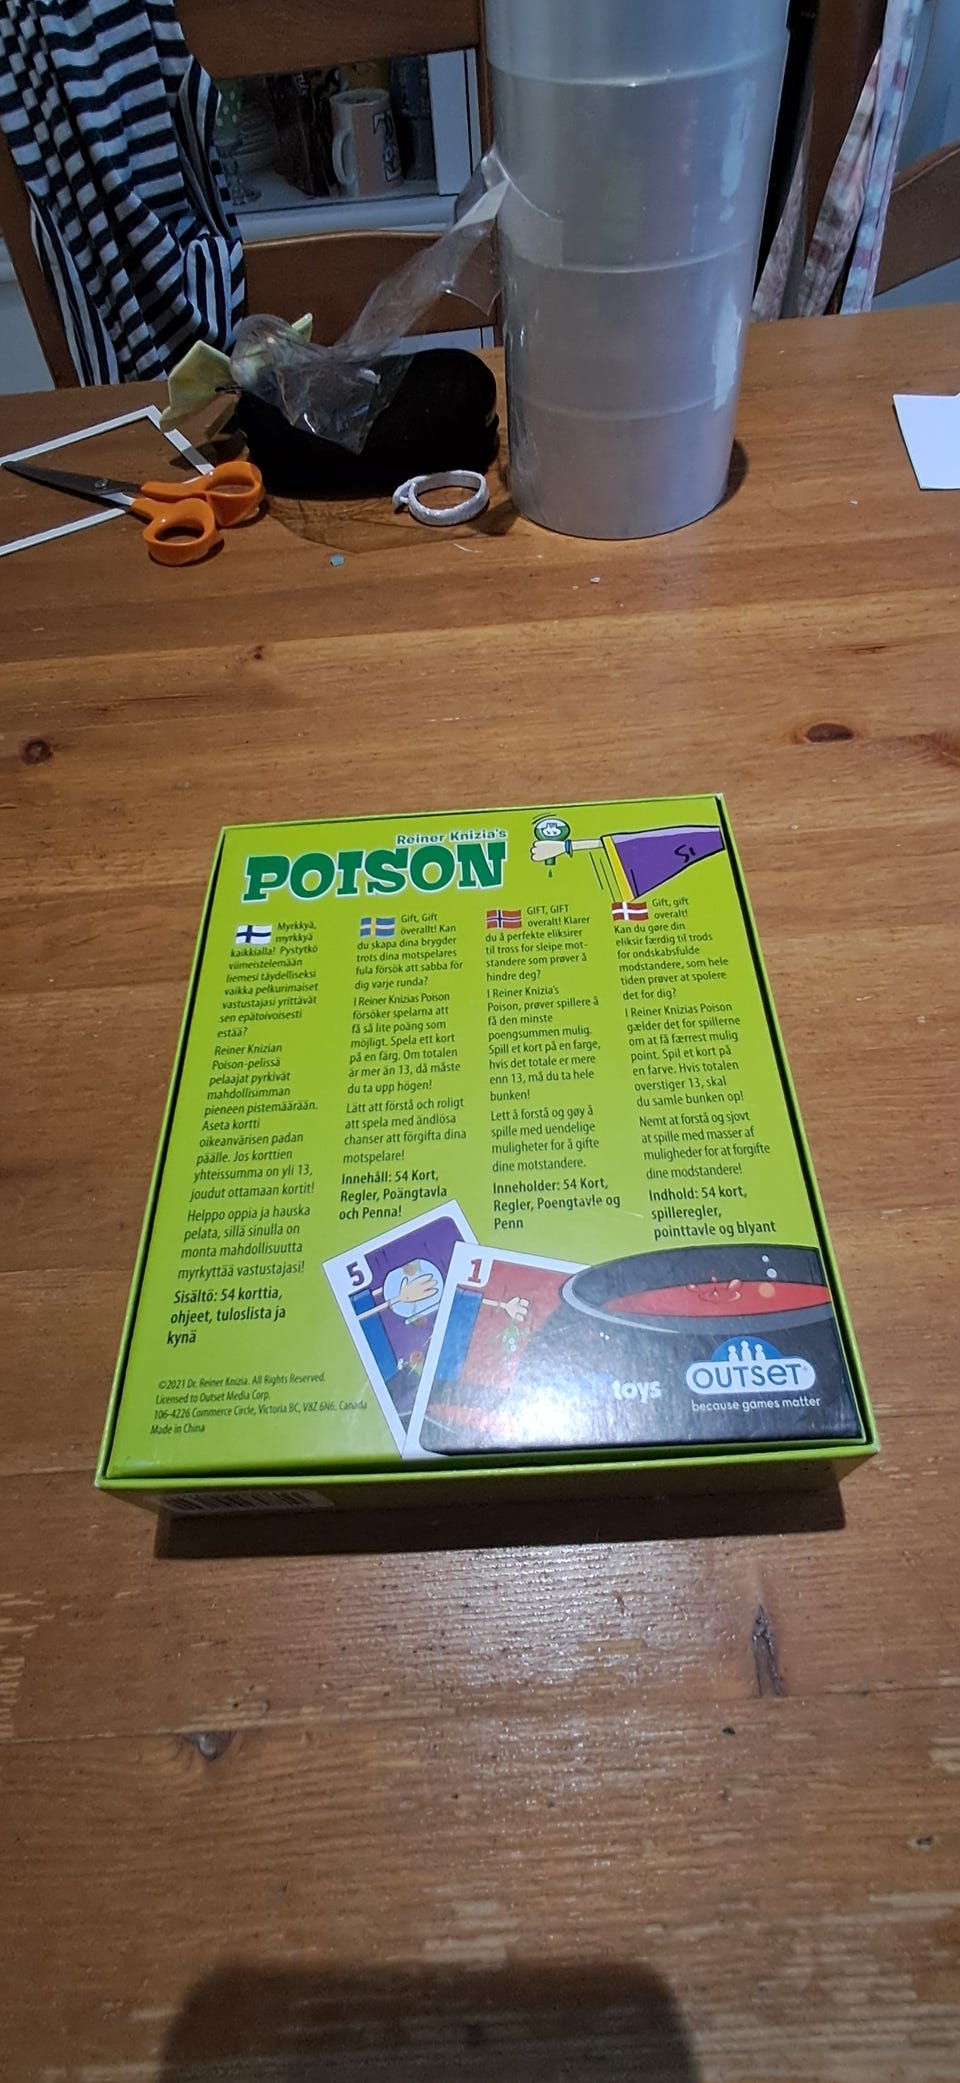 Reiner Knizia's
POISON
Myrkkyä,
myrkkyä
kaikkialla! Pystytkö
viimeistelemään
liemesi täydelliseksi
vaikka pelkurimaiset
vastustajasi yrittävät
sen epätoivoisesti
estää?
Reiner Knizian
Poison-pelissä
pelaajat pyrkivät
mahdollisimman
pieneen pistemäärään.
Aseta kortti
oikeanvärisen padan
päälle. Jos korttien
yhteissumma on yli 13,
joudut ottamaan kortit!
Helppo oppia ja hauska
pelata, sillä sinulla on
monta mahdollisuutta
myrkyttää vastustajasi!
Sisältö: 54 korttia,
ohjeet, tuloslista ja
kynä
Gift, Gift
överallt! Kan
du skapa dina brygder
trots dina motspelares
fula försök att sabba för
dig varje runda?
I Reiner Knizias Poison
försöker spelarna att
få så lite poäng som
möjligt. Spela ett kort
på en färg. Om totalen
är mer än 13, då måste
du ta upp högen!
Lätt att förstå och roligt
att spela med ändlösa
chanser att förgifta dina
motspelare!
Innehåll: 54 Kort,
Regler, Poängtavla
och Penna!
GIFT, GIFT
overalt! Klarer
du å perfekte eliksirer
til tross for sleipe mot-
standere som prøver å
hindre deg?
I Reiner Knizia's
Poison, prøver spillere å
få den minste
poengsummen mulig.
Spill et kort på en farge,
hvis det totale er mere
enn 13, må du ta hele
bunken!
Lett å forstå og gøy å
spille med uendelige
muligheter for å gifte
dine motstandere.
Inneholder: 54 Kort,
Regler, Poengtavle og
Penn
Gift, gift
overalt!
Kan du gøre din
eliksir færdig til trods
for ondskabsfulde
modstandere, som hele
tiden prøver at spolere
det for dig?
I Reiner Knizias Poison
gælder det for spillerne
om at få færrest mulig
point. Spil et kort på
en farve. Hvis totalen
overstiger 13, skal
du samle bunken op!
Nemt at forstå og sjovt
at spille med masser af
muligheder for at forgifte
dine modstandere!
Indhold: 54 kort,
spilleregler,
pointtavle og blyant
5
1
©2021 Dr. Reiner Knizia. All Rights Reserved.
Licensed to Outset Media Corp.
106-4226 Commerce Circle, Victoria BC, V8Z 6N6, Canada
Made in China
toys
OUTSET
because games matter